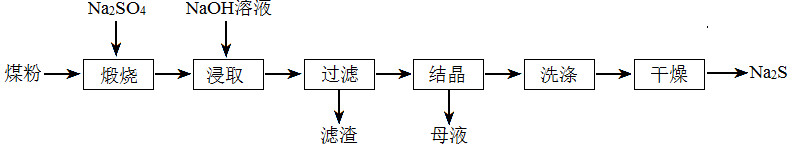 Na₂SO₄ NaOH溶液
煤粉 煅烧 浸取 过滤 结晶 洗涤 干燥 Na₂S
滤渣 母液